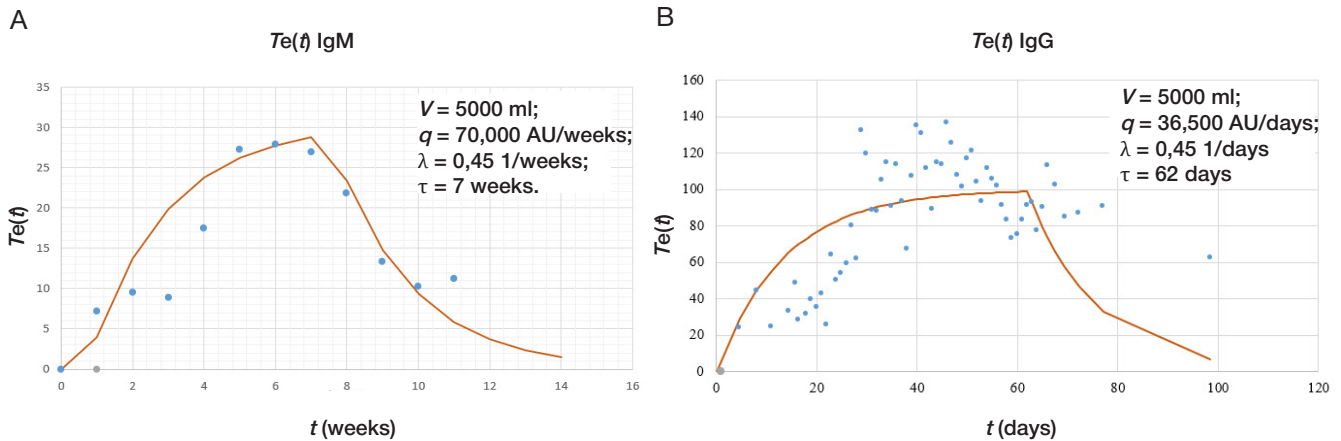 A
Te(t) IgM
35
30
25
20
15
10
5
0
0 2 4 6 8 10 12 14 16
Te(t)
t (weeks)
V = 5000 ml;
q = 70,000 AU/weeks;
λ = 0,45 1/weeks;
τ = 7 weeks.
B
Te(t) IgG
160
140
120
100
80
60
40
20
0
0 20 40 60 80 100 120
Te(t)
t (days)
V = 5000 ml;
q = 36,500 AU/days;
λ = 0,45 1/days
τ = 62 days